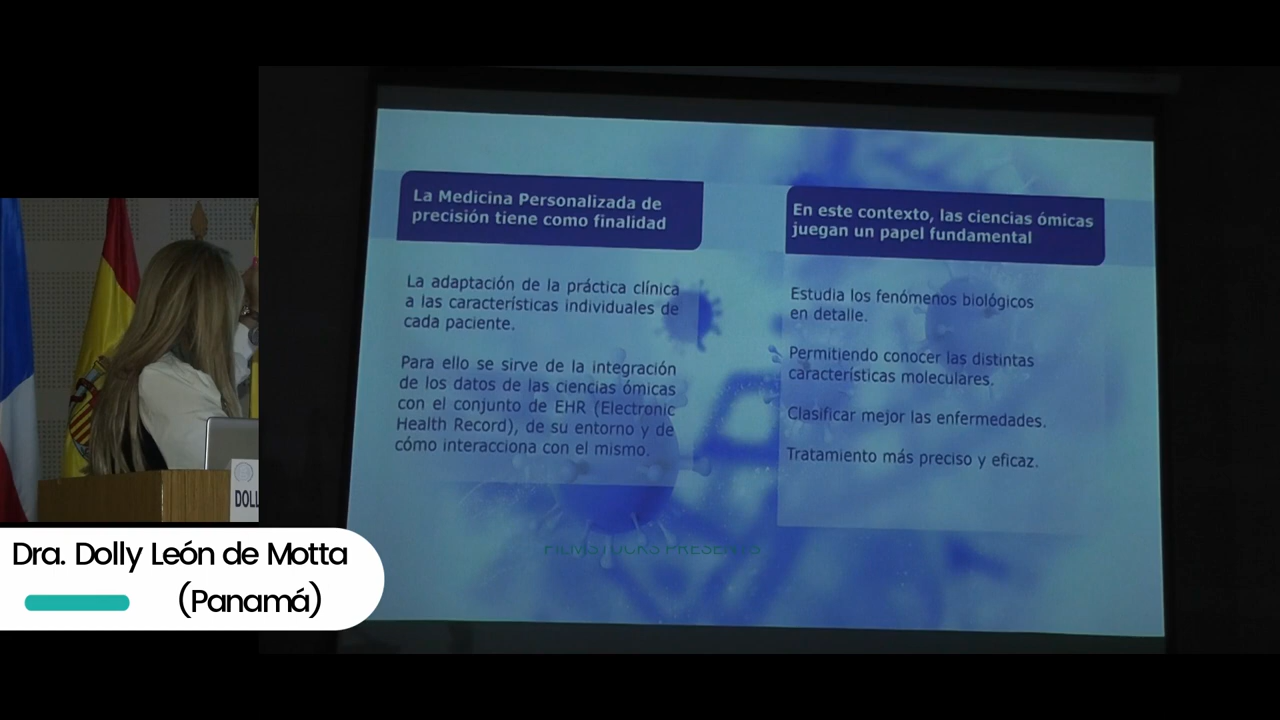 La Medicina Personalizada de
precisión tiene como finalidad
La adaptación de la práctica clínica
a las características individuales de
cada paciente.
Para ello se sirve de la integración
de los datos de las ciencias ómicas
con el conjunto de EHR (Electronic
Health Record), de su entorno y de
cómo interacciona con el mismo.
En este contexto, las ciencias ómicas
juegan un papel fundamental
Estudia los fenómenos biológicos
en detalle.
Permitiendo conocer las distintas
características moleculares.
Clasificar mejor las enfermedades.
Tratamiento más preciso y eficaz.
FILMSTOCKS PRESENTS
DOLL
Dra. Dolly León de Motta
(Panamá)